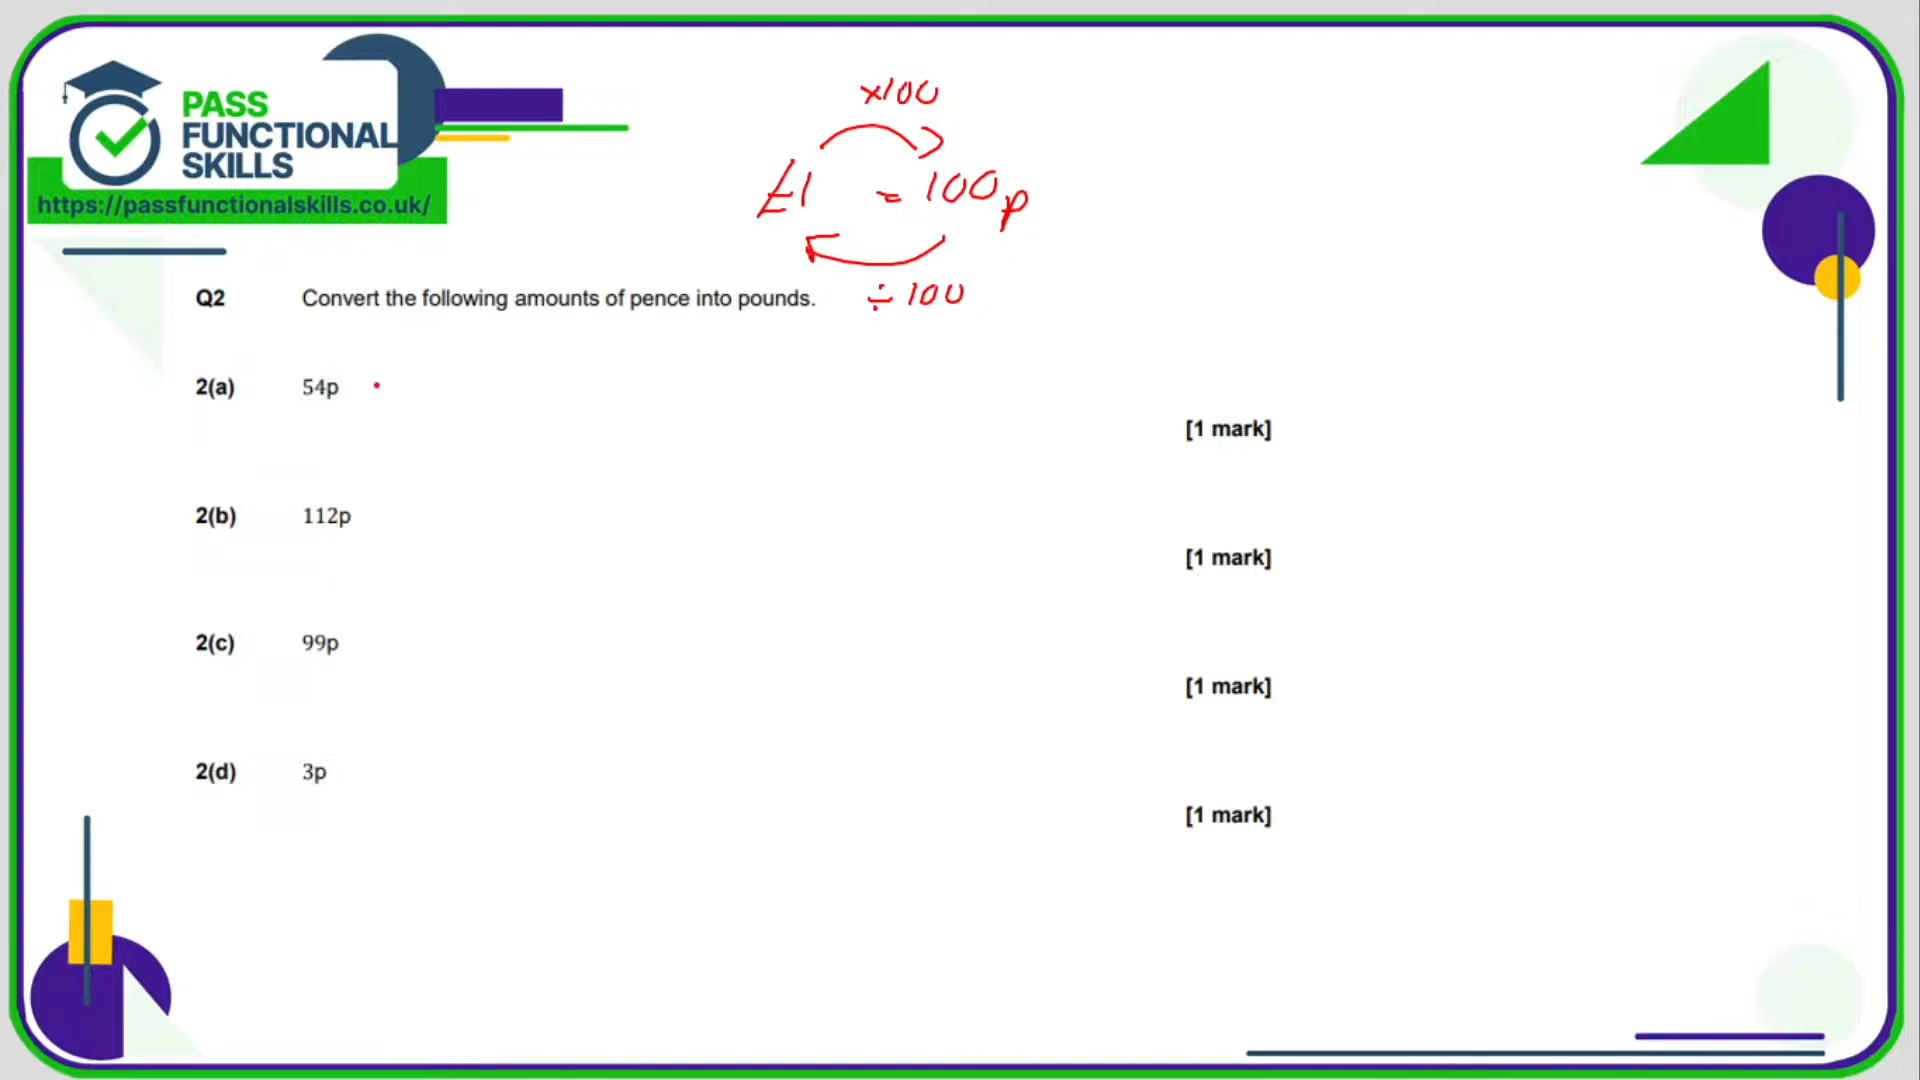 PASS
FUNCTIONAL
SKILLS
https://passfunctionalskills.co.uk/
×100
£1 = 100p
÷ 100
Q2 Convert the following amounts of pence into pounds.
2(a) 54p
[1 mark]
2(b) 112p
[1 mark]
2(c) 99p
[1 mark]
2(d) 3p
[1 mark]